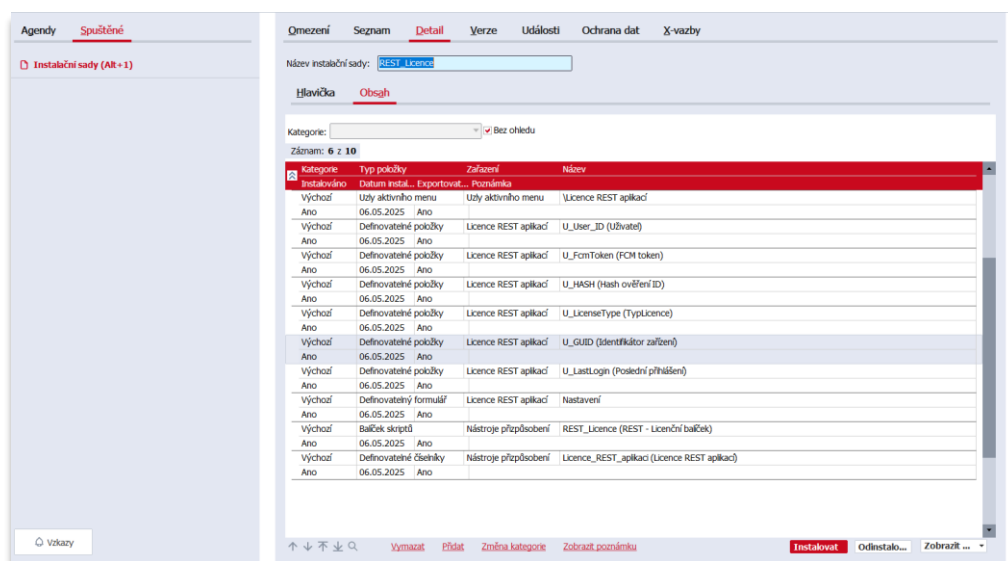 Agendy Spuštěné
Instalační sady (Alt+1)
Vzkazy
Omezení Seznam Detail Verze Události Ochrana dat X-vazby
Název instalační sady: REST_Licence
Hlavička Obsah
Kategorie: Bez ohledu
Záznam: 6 z 10
Kategorie Typ položky Zařazení Název
Instalováno Datum instal... Exportovat... Poznámka
Výchozí Uzly aktivního menu Uzly aktivního menu \Licence REST aplikací
Ano 06.05.2025 Ano
Výchozí Definovatelné položky Licence REST aplikací U_User_ID (Uživatel)
Ano 06.05.2025 Ano
Výchozí Definovatelné položky Licence REST aplikací U_FcmToken (FCM token)
Ano 06.05.2025 Ano
Výchozí Definovatelné položky Licence REST aplikací U_HASH (Hash ověření ID)
Ano 06.05.2025 Ano
Výchozí Definovatelné položky Licence REST aplikací U_LicenseType (TypLicence)
Ano 06.05.2025 Ano
Výchozí Definovatelné položky Licence REST aplikací U_GUID (Identifikátor zařízení)
Ano 06.05.2025 Ano
Výchozí Definovatelné položky Licence REST aplikací U_LastLogin (Poslední přihlášení)
Ano 06.05.2025 Ano
Výchozí Definovatelný formulář Licence REST aplikací Nastavení
Ano 06.05.2025 Ano
Výchozí Balíček skriptů Nástroje přizpůsobení REST_Licence (REST - Licenční balíček)
Ano 06.05.2025 Ano
Výchozí Definovatelné číselníky Nástroje přizpůsobení Licence_REST_aplikaci (Licence REST aplikací)
Ano 06.05.2025 Ano
Vymazat Přidat Změna kategorie Zobrazit poznámku Instalovat Odinstalo... Zobrazit ...